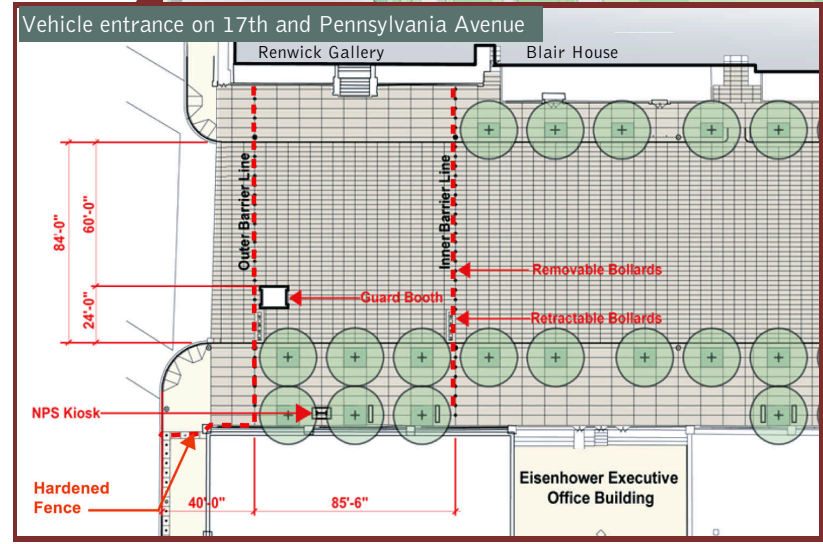 Vehicle entrance on 17th and Pennsylvania Avenue
Renwick Gallery
Blair House
Outer Barrier Line
Inner Barrier Line
84'-0"
60'-0"
24'-0"
Removable Bollards
Guard Booth
Retractable Bollards
NPS Kiosk
Hardened
Fence
40'-0"
85'-6"
Eisenhower Executive
Office Building